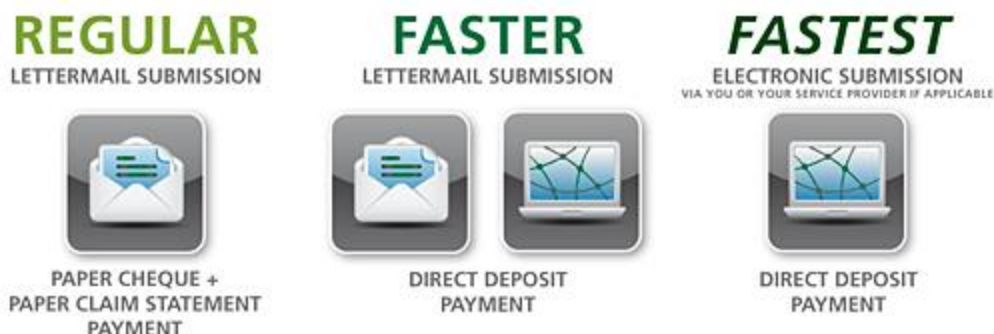 REGULAR
LETTERMAIL SUBMISSION
PAPER CHEQUE +
PAPER CLAIM STATEMENT
PAYMENT
FASTER
LETTERMAIL SUBMISSION
DIRECT DEPOSIT
PAYMENT
FASTEST
ELECTRONIC SUBMISSION
VIA YOU OR YOUR SERVICE PROVIDER IF APPLICABLE
DIRECT DEPOSIT
PAYMENT